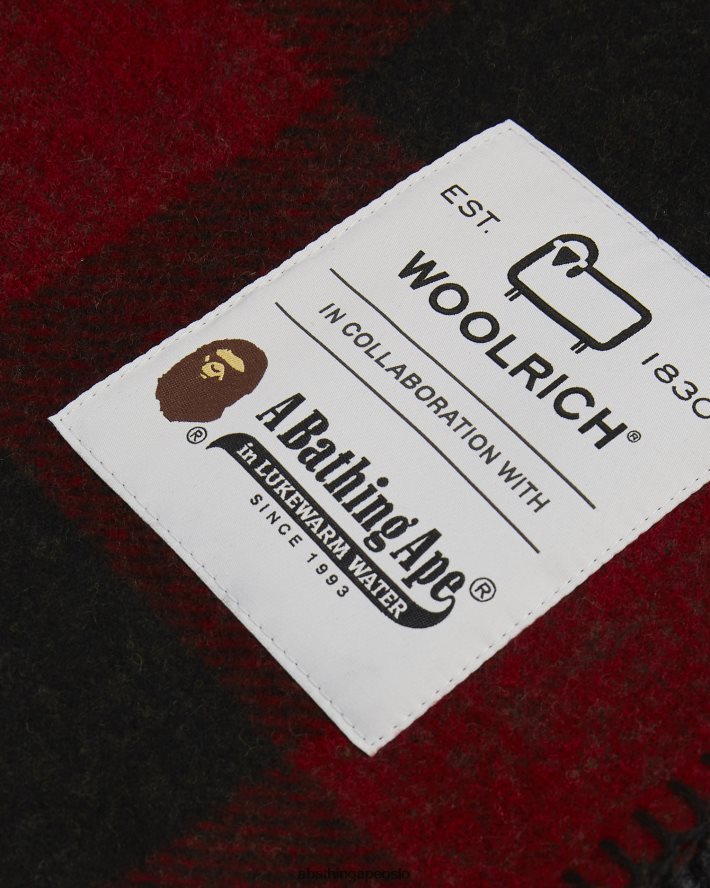 EST. 1830
WOOLRICH®
IN COLLABORATION WITH
A Bathing Ape®
in LUKEWARM WATER
SINCE 1993
®
abathingapeoslo